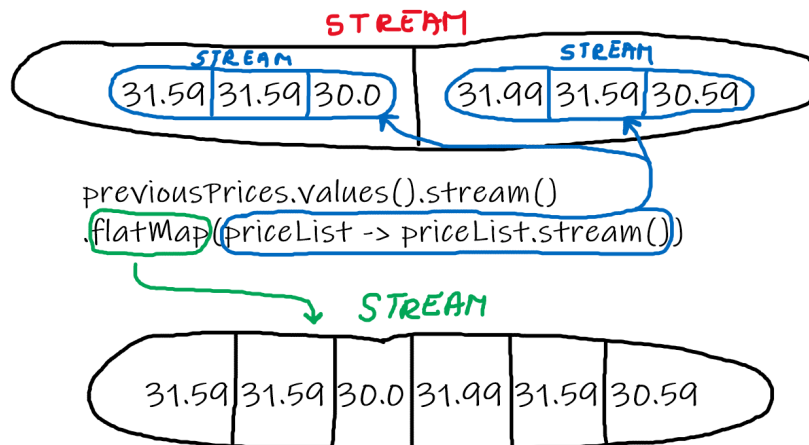 STREAM
STREAM STREAM
31.59 31.59 30.0 31.99 31.59 30.59
previousPrices.values().stream()
.flatMap(priceList -> priceList.stream())
STREAM
31.59 31.59 30.0 31.99 31.59 30.59